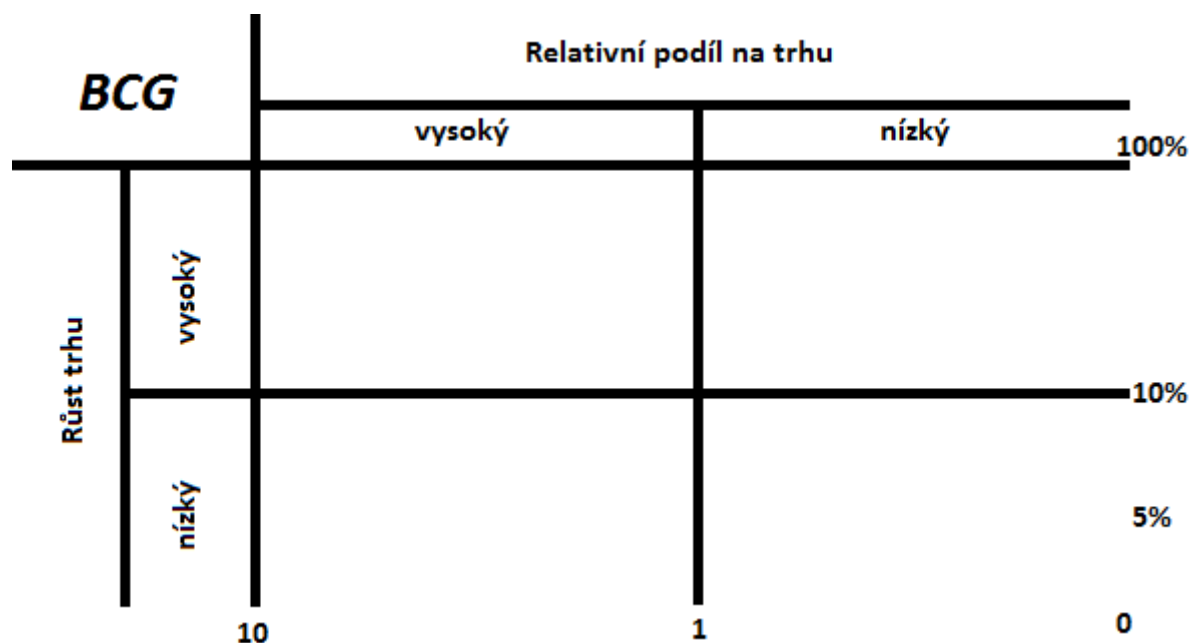 Relativní podíl na trhu
BCG
vysoký
nízký
100%
vysoký
Růst trhu
10%
nízký
5%
10
1
0